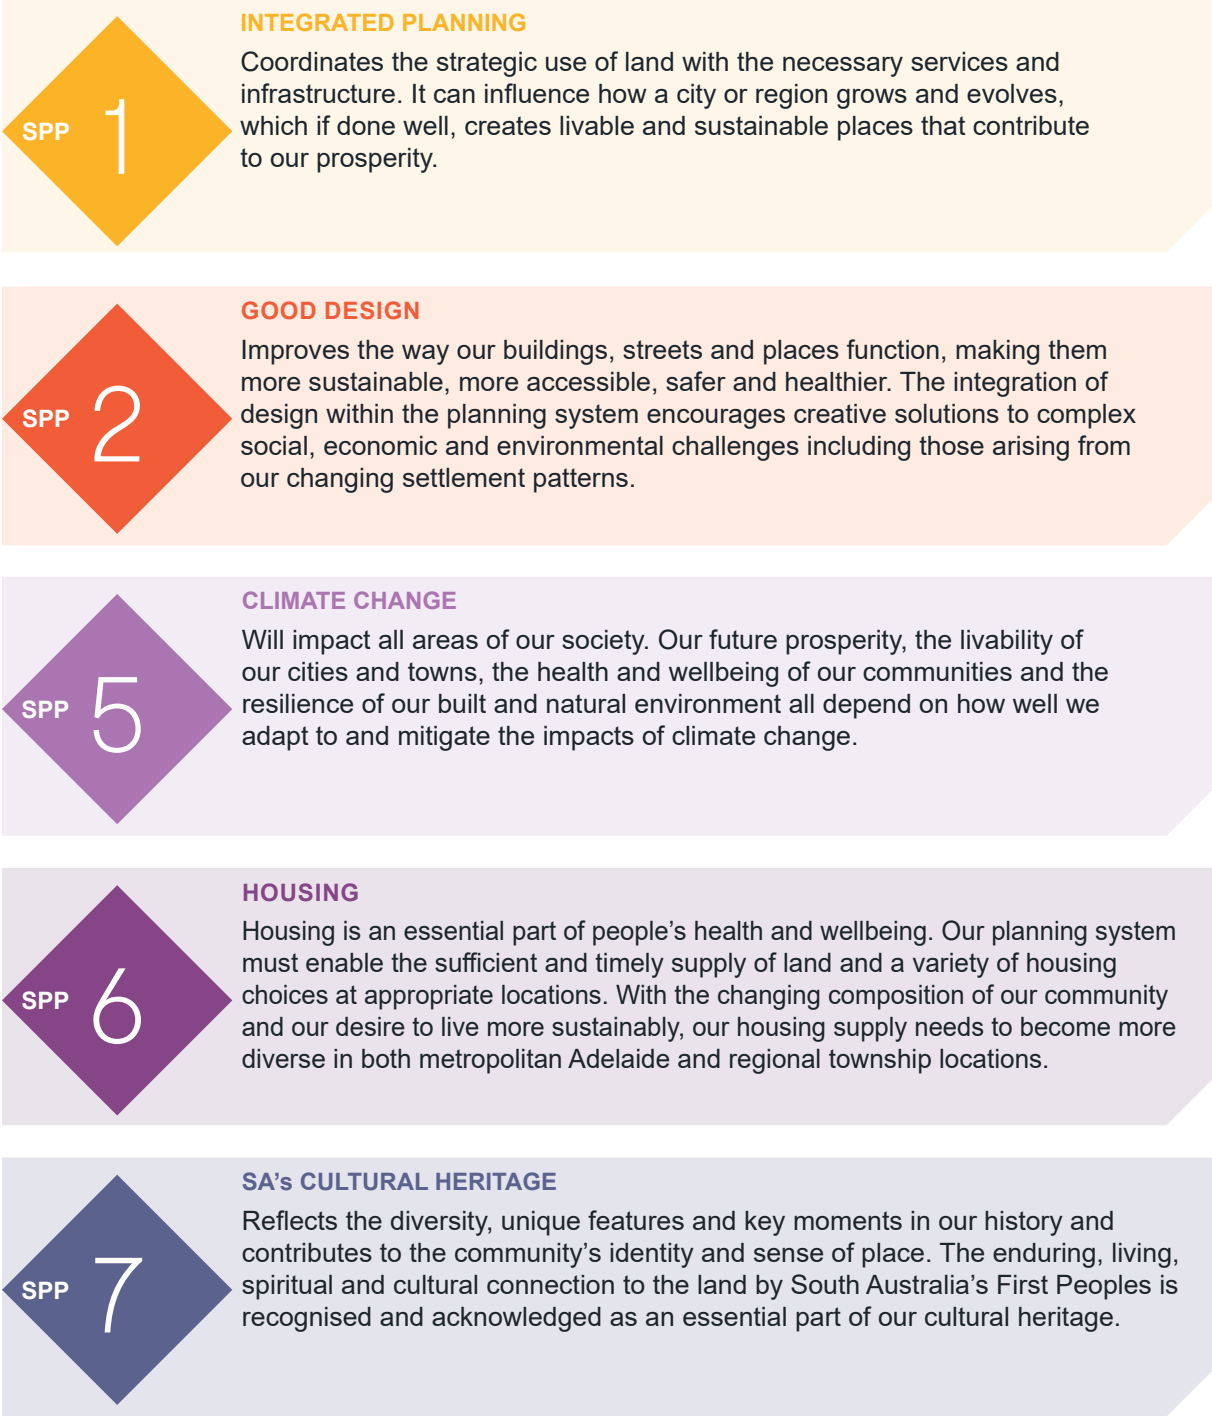 INTEGRATED PLANNING
Coordinates the strategic use of land with the necessary services and
infrastructure. It can influence how a city or region grows and evolves,
which if done well, creates livable and sustainable places that contribute
to our prosperity.
SPP 1
GOOD DESIGN
Improves the way our buildings, streets and places function, making them
more sustainable, more accessible, safer and healthier. The integration of
design within the planning system encourages creative solutions to complex
social, economic and environmental challenges including those arising from
our changing settlement patterns.
SPP 2
CLIMATE CHANGE
Will impact all areas of our society. Our future prosperity, the livability of
our cities and towns, the health and wellbeing of our communities and the
resilience of our built and natural environment all depend on how well we
adapt to and mitigate the impacts of climate change.
SPP 5
HOUSING
Housing is an essential part of people’s health and wellbeing. Our planning system
must enable the sufficient and timely supply of land and a variety of housing
choices at appropriate locations. With the changing composition of our community
and our desire to live more sustainably, our housing supply needs to become more
diverse in both metropolitan Adelaide and regional township locations.
SPP 6
SA’s CULTURAL HERITAGE
Reflects the diversity, unique features and key moments in our history and
contributes to the community’s identity and sense of place. The enduring, living,
spiritual and cultural connection to the land by South Australia’s First Peoples is
recognised and acknowledged as an essential part of our cultural heritage.
SPP 7